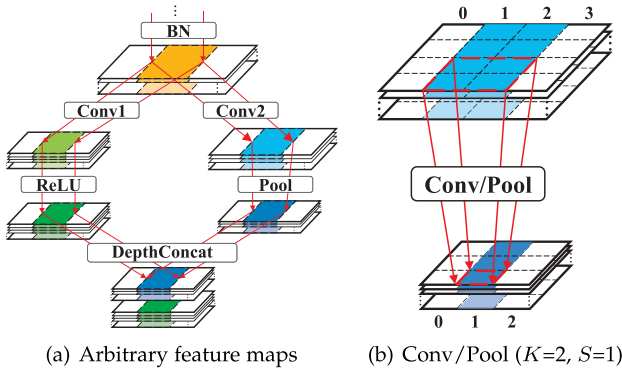 BN
Conv1
Conv2
ReLU
Pool
DepthConcat
(a) Arbitrary feature maps
0 1 2 3
Conv/Pool
0 1 2
(b) Conv/Pool (K=2, S=1)